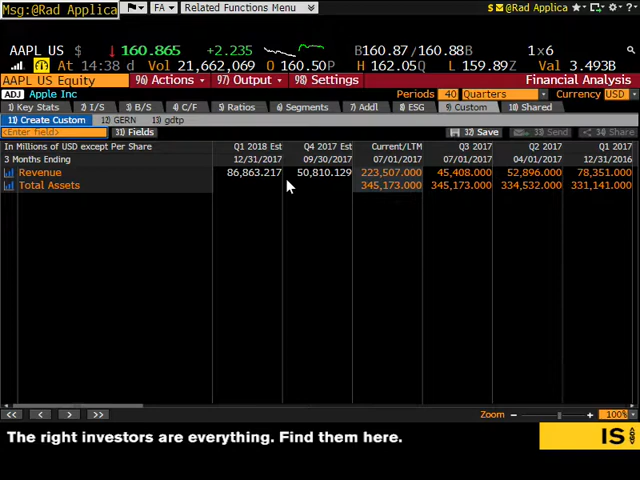 Msg:@Rad Applica FA Related Functions Menu $ @Rad Applica ?
AAPL US ↓ 160.865 +2.235 B160.87/160.88B 1x6
At 14:38 d Vol 21,662,069 O 160.50P H 162.05Q L 159.89Z Val 3.493B
AAPL US Equity 96) Actions 97) Output 98) Settings Financial Analysis
ADJ Apple Inc Periods 40 Quarters Currency USD
1) Key Stats 2) I/S 3) B/S 4) C/F 5) Ratios 6) Segments 7) Addl 8) ESG 9) Custom 10) Shared
11) Create Custom 12) GERN 13) gdtp
<Enter field> 31) Fields 32) Save 33) Send 34) Share
In Millions of USD except Per Share Q1 2018 Est Q4 2017 Est Current/LTM Q3 2017 Q2 2017 Q1 2017
3 Months Ending 12/31/2017 09/30/2017 07/01/2017 07/01/2017 04/01/2017 12/31/2016
Revenue 86,863.217 50,810.129 223,507.000 45,408.000 52,896.000 78,351.000
Total Assets 345,173.000 345,173.000 334,532.000 331,141.000
<< < > >> Zoom − + 100%
The right investors are everything. Find them here. IS